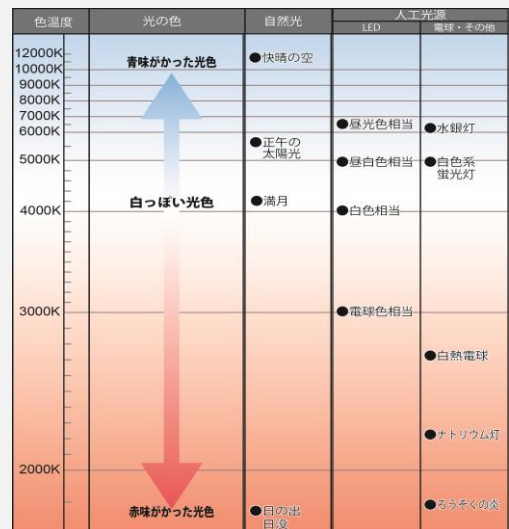 色温度 光の色 自然光 人工光源
LED 電球・その他
12000K
青味がかった光色 ●快晴の空
10000K
9000K
8000K
7000K
●昼光色相当 ●水銀灯
6000K
●正午の
太陽光
5000K ●昼白色相当 ●白色系
蛍光灯
白っぽい光色 ●満月
4000K ●白色相当
3000K ●電球色相当
●白熱電球
●ナトリウム灯
2000K
赤味がかった光色 ●日の出
日没
●ろうそくの炎